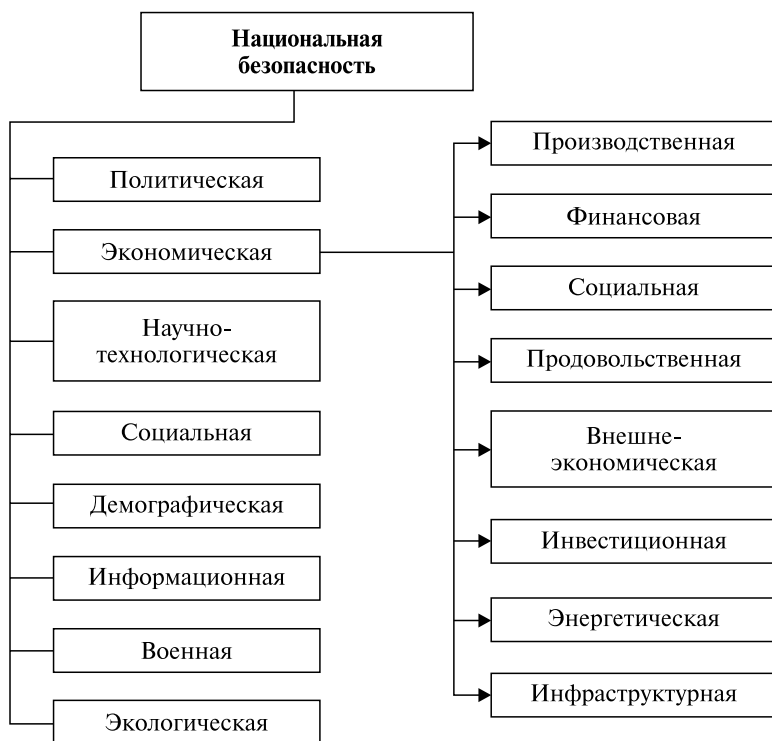 Национальная
безопасность
Политическая
Экономическая
Научно-
технологическая
Социальная
Демографическая
Информационная
Военная
Экологическая
Производственная
Финансовая
Социальная
Продовольственная
Внешне-
экономическая
Инвестиционная
Энергетическая
Инфраструктурная